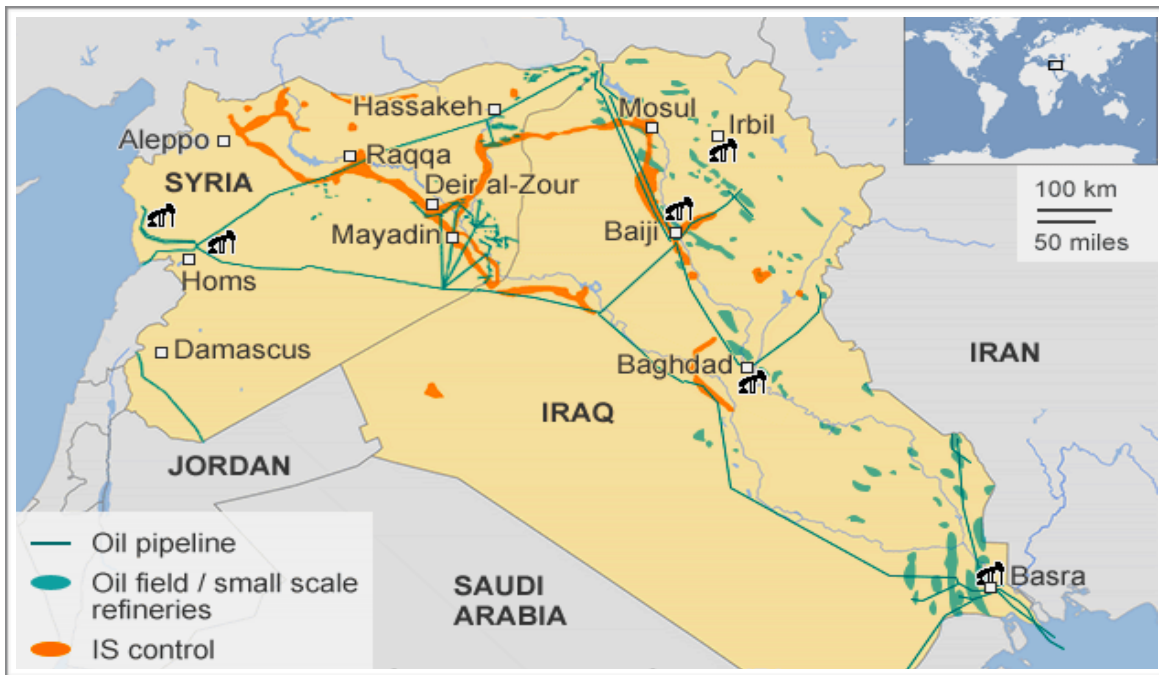 Hassakeh
Mosul
Irbil
Aleppo
Raqqa
SYRIA
Deir al-Zour
100 km
50 miles
Mayadin
Baiji
Homs
Damascus
Baghdad
IRAN
IRAQ
JORDAN
Oil pipeline
Oil field / small scale
refineries
IS control
SAUDI
ARABIA
Basra